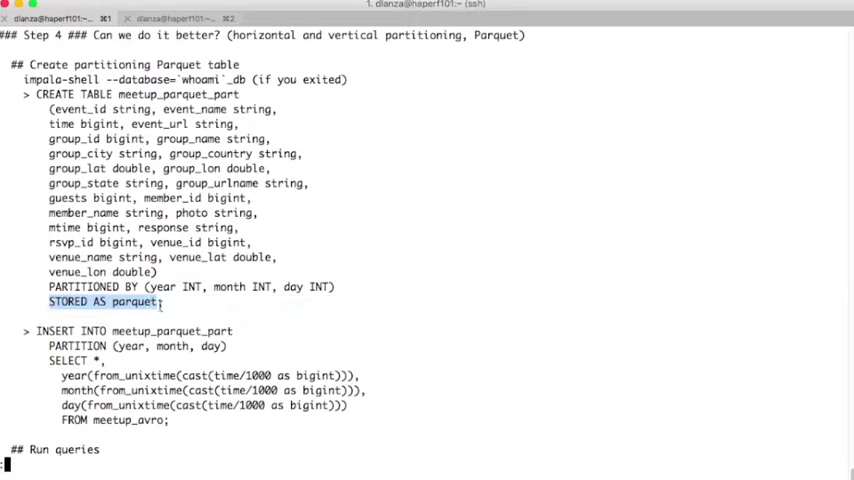 1. dlanza@haperf101:~ (ssh)
dlanza@haperf101:~... ⌘1
dlanza@haperf101:~... ⌘2
### Step 4 ### Can we do it better? (horizontal and vertical partitioning, Parquet)
## Create partitioning Parquet table
impala-shell --database=`whoami`_db (if you exited)
> CREATE TABLE meetup_parquet_part
(event_id string, event_name string,
time bigint, event_url string,
group_id bigint, group_name string,
group_city string, group_country string,
group_lat double, group_lon double,
group_state string, group_urlname string,
guests bigint, member_id bigint,
member_name string, photo string,
mtime bigint, response string,
rsvp_id bigint, venue_id bigint,
venue_name string, venue_lat double,
venue_lon double)
PARTITIONED BY (year INT, month INT, day INT)
STORED AS parquet;
> INSERT INTO meetup_parquet_part
PARTITION (year, month, day)
SELECT *,
year(from_unixtime(cast(time/1000 as bigint))),
month(from_unixtime(cast(time/1000 as bigint))),
day(from_unixtime(cast(time/1000 as bigint)))
FROM meetup_avro;
## Run queries
: